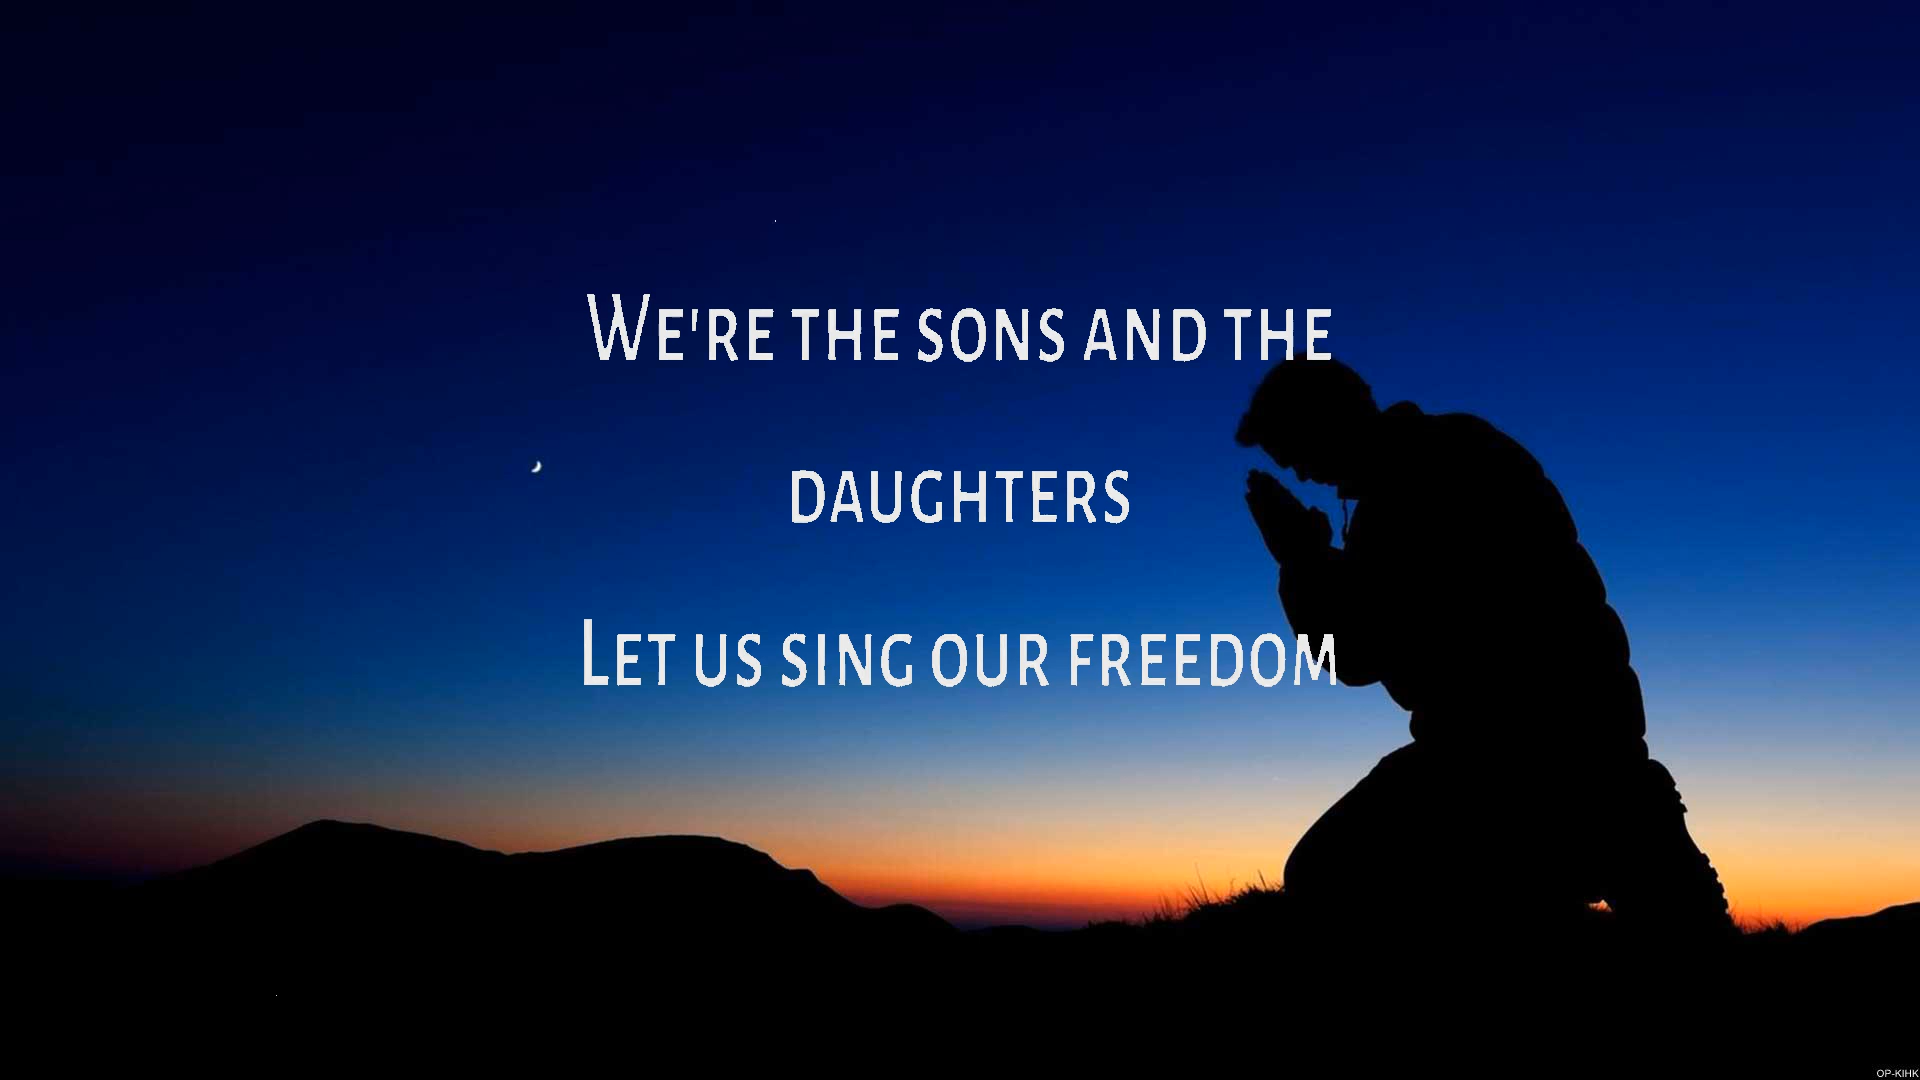 We're the sons and the
daughters
Let us sing our freedom
OP-KIHK